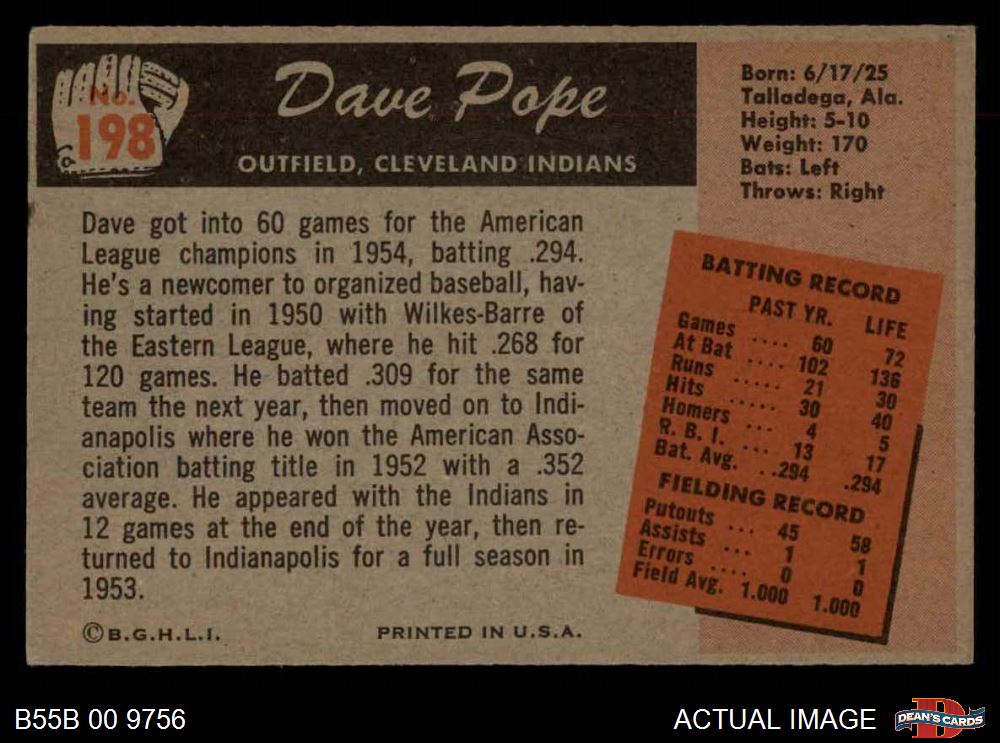 No.
198
Dave Pope
OUTFIELD, CLEVELAND INDIANS
Born: 6/17/25
Talladega, Ala.
Height: 5-10
Weight: 170
Bats: Left
Throws: Right
Dave got into 60 games for the American
League champions in 1954, batting .294.
He's a newcomer to organized baseball, hav-
ing started in 1950 with Wilkes-Barre of
the Eastern League, where he hit .268 for
120 games. He batted .309 for the same
team the next year, then moved on to Indi-
anapolis where he won the American Asso-
ciation batting title in 1952 with a .352
average. He appeared with the Indians in
12 games at the end of the year, then re-
turned to Indianapolis for a full season in
1953.
©B.G.H.L.I. PRINTED IN U.S.A.
BATTING RECORD
PAST YR. LIFE
Games .... 60 72
At Bat .... 102 136
Runs ..... 21 30
Hits ..... 30 40
Homers ... 4 5
R. B. I. ... 13 17
Bat. Avg. ..294 .294
FIELDING RECORD
Putouts ... 45 58
Assists ... 1 1
Errors .... 0 0
Field Avg. 1.000 1.000
B55B 00 9756 ACTUAL IMAGE
DEAN'S CARDS